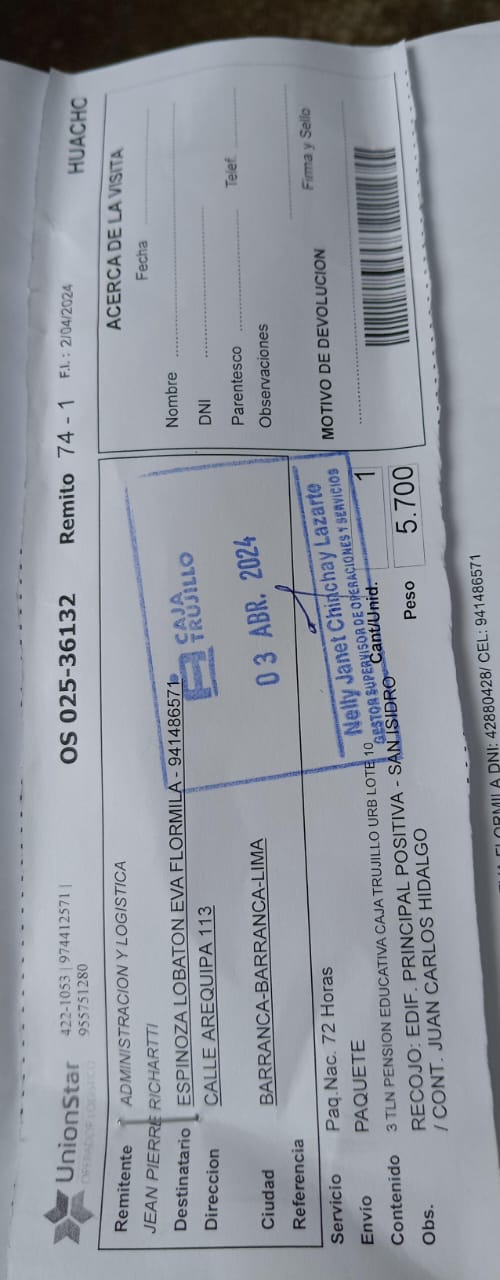 UnionStar
OPERADOR LOGISTICO
422-1053 | 974412571 |
955751280
OS 025-36132
Remito 74 - 1
F.I.: 2/04/2024
HUACHO
Remitente ADMINISTRACION Y LOGISTICA
JEAN PIERRE RICHARTTI
Destinatario ESPINOZA LOBATON EVA FLORMILA - 941486571
Direccion CALLE AREQUIPA 113
Ciudad BARRANCA-BARRANCA-LIMA
Referencia
Servicio Paq.Nac. 72 Horas
Envío PAQUETE Cant/Unid. 1
Contenido 3 TLN PENSION EDUCATIVA CAJA TRUJILLO URB LOTE 10
Obs. RECOJO: EDIF. PRINCIPAL POSITIVA - SAN ISIDRO
/ CONT. JUAN CARLOS HIDALGO
Peso 5.700
CAJA
TRUJILLO
03 ABR. 2024
Nelly Janet Chinchay Lazarte
GESTOR SUPERVISOR DE OPERACIONES Y SERVICIOS
ACERCA DE LA VISITA
Fecha
Nombre
DNI
Parentesco Telef.
Observaciones
Firma y Sello
MOTIVO DE DEVOLUCION
FLORMILA DNI: 42880428/ CEL: 941486571